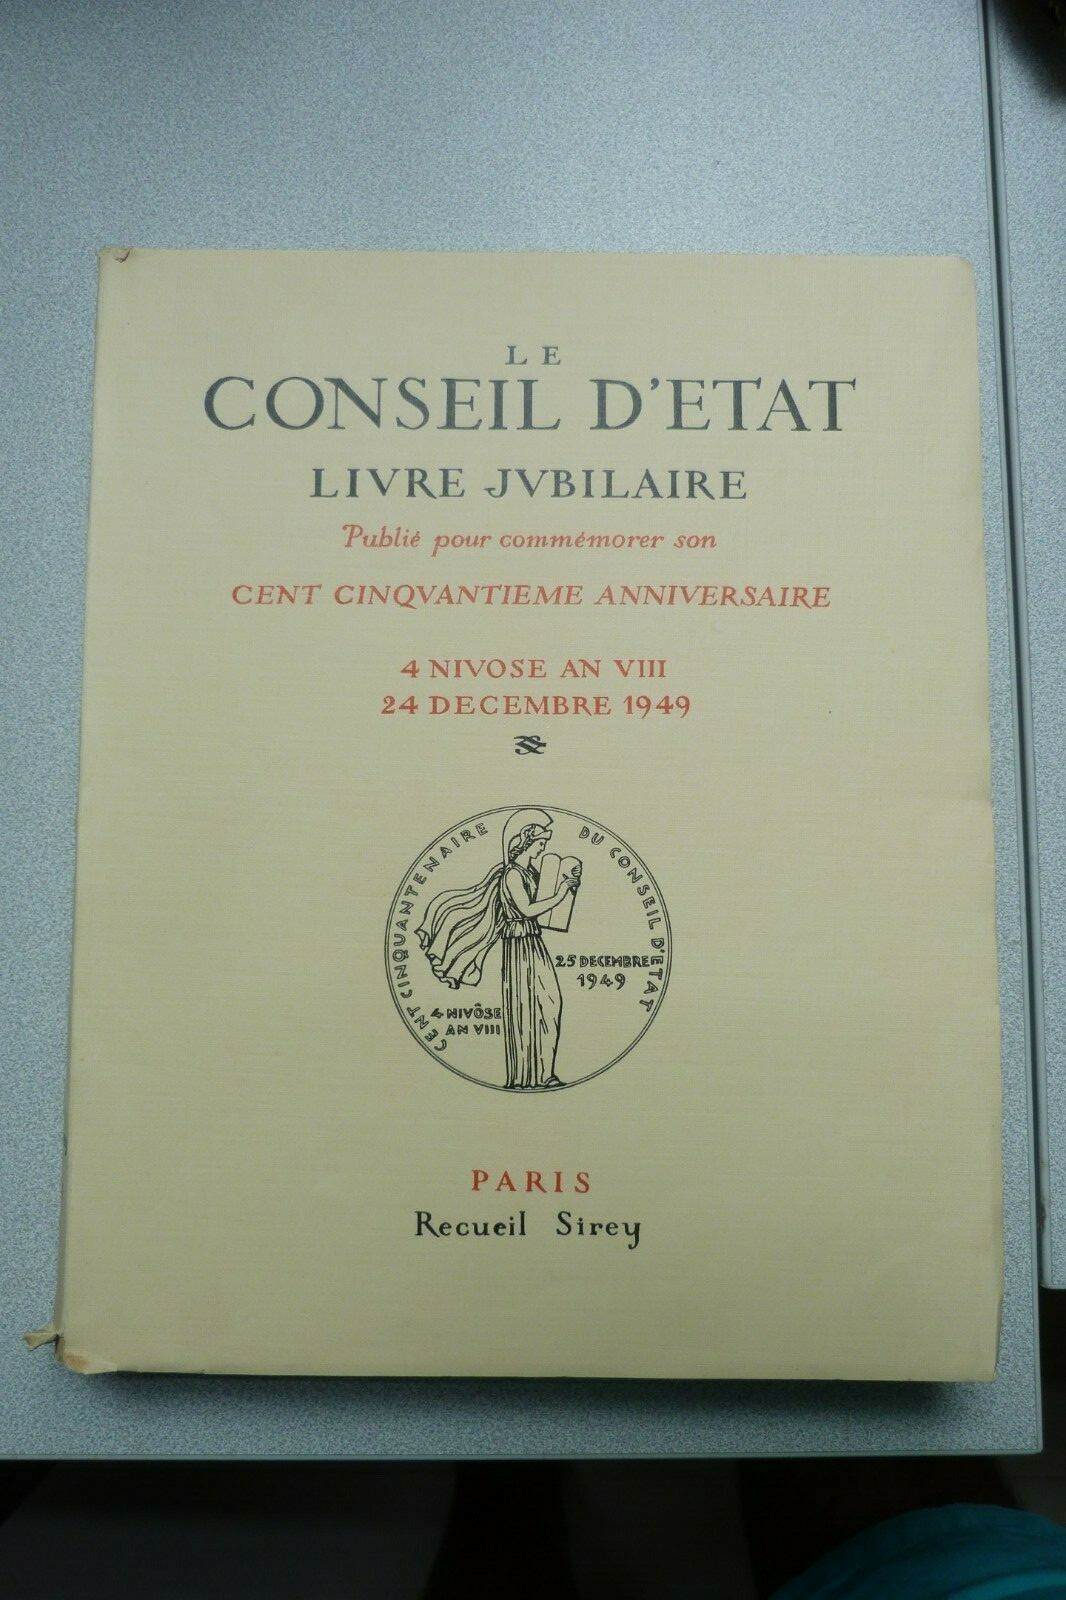 LE
CONSEIL D'ETAT
LIVRE JVBILAIRE
Publié pour commémorer son
CENT CINQVANTIEME ANNIVERSAIRE
4 NIVOSE AN VIII
24 DECEMBRE 1949
CENT CINQUANTENAIRE DU CONSEIL D'ETAT
25 DECEMBRE
1949
4 NIVÔSE
AN VIII
PARIS
Recueil Sirey